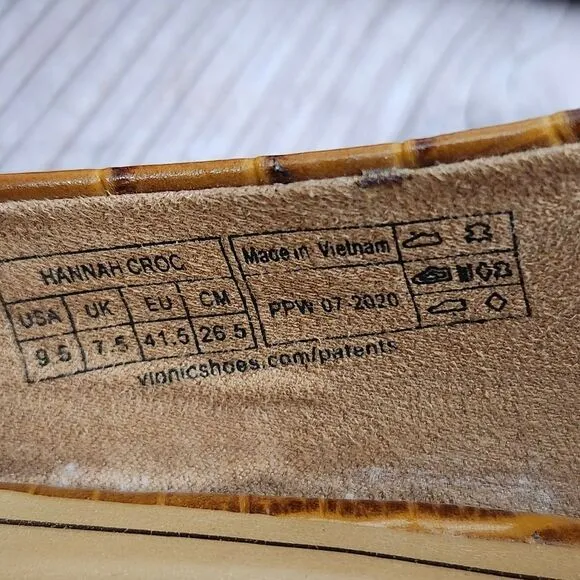 HANNAH CROC
USA UK EU CM
9.5 7.5 41.5 26.5
Made in Vietnam
PPW 07 2020
vionicshoes.com/patents